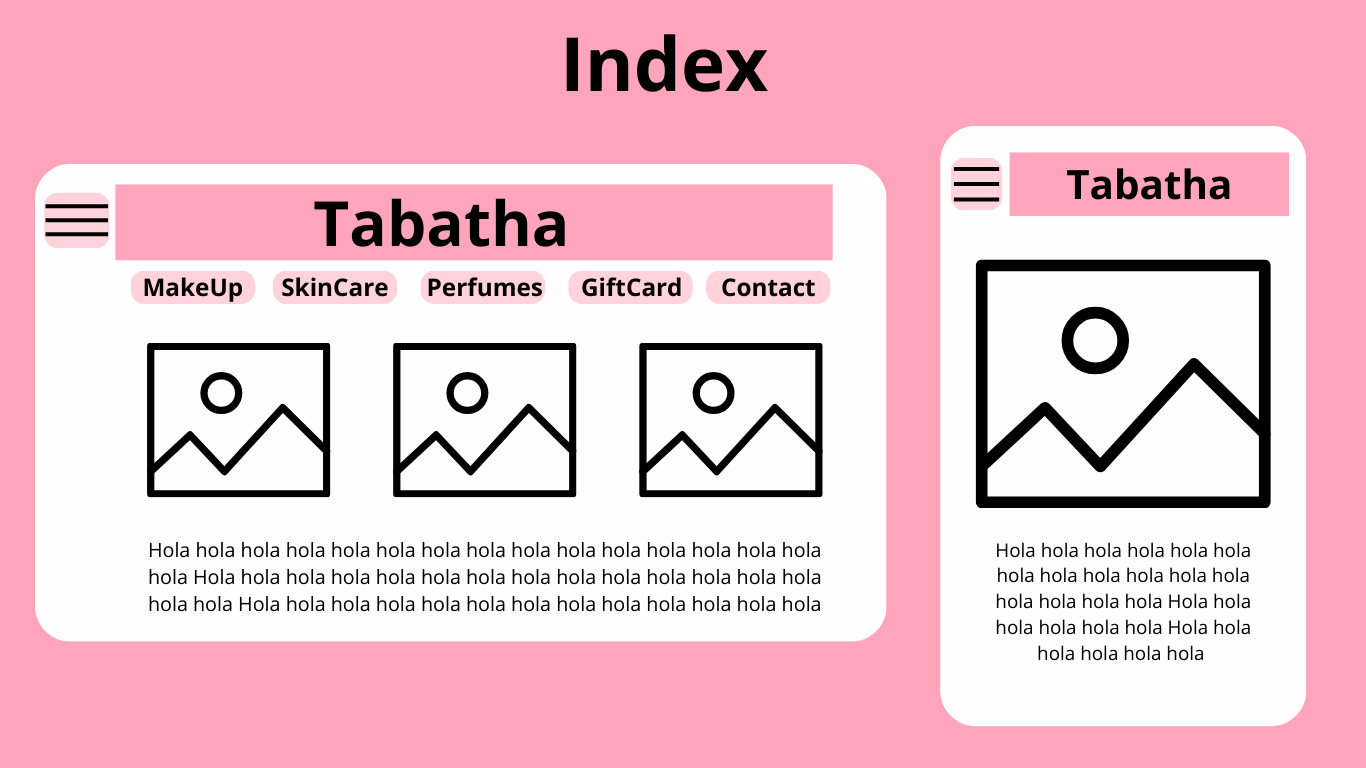 Index
Tabatha
MakeUp SkinCare Perfumes GiftCard Contact
Hola hola hola hola hola hola hola hola hola hola hola hola hola hola hola
hola Hola hola hola hola hola hola hola hola hola hola hola hola hola hola
hola hola Hola hola hola hola hola hola hola hola hola hola hola hola hola
Tabatha
Hola hola hola hola hola hola
hola hola hola hola hola hola
hola hola hola hola Hola hola
hola hola hola hola Hola hola
hola hola hola hola